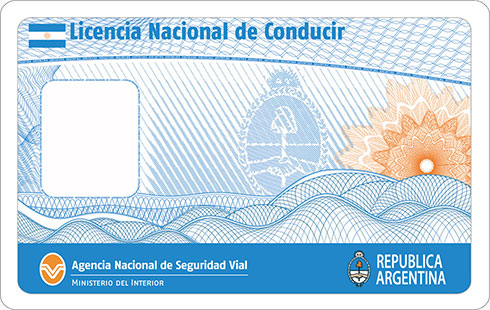 Licencia Nacional de Conducir
Agencia Nacional de Seguridad Vial
MINISTERIO DEL INTERIOR
REPUBLICA
ARGENTINA